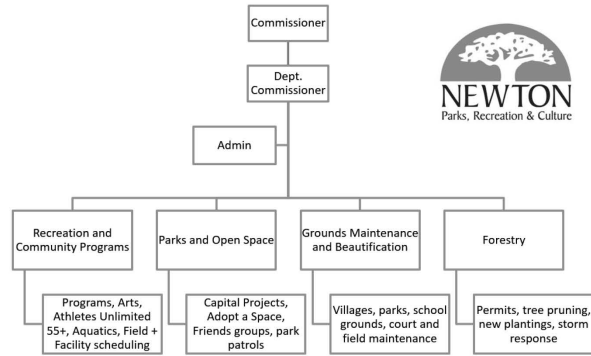 Commissioner
Dept.
Commissioner
NEWTON
Parks, Recreation & Culture
Admin
Recreation and
Community Programs
Parks and Open Space
Grounds Maintenance
and Beautification
Forestry
Programs, Arts,
Athletes Unlimited
55+, Aquatics, Field +
Facility scheduling
Capital Projects,
Adopt a Space,
Friends groups, park
patrols
Villages, parks, school
grounds, court and
field maintenance
Permits, tree pruning,
new plantings, storm
response